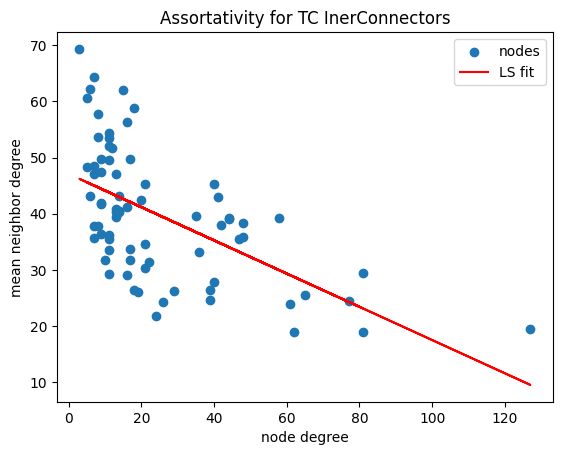 Assortativity for TC InerConnectors
nodes
LS fit
mean neighbor degree
70
60
50
40
30
20
10
0 20 40 60 80 100 120
node degree